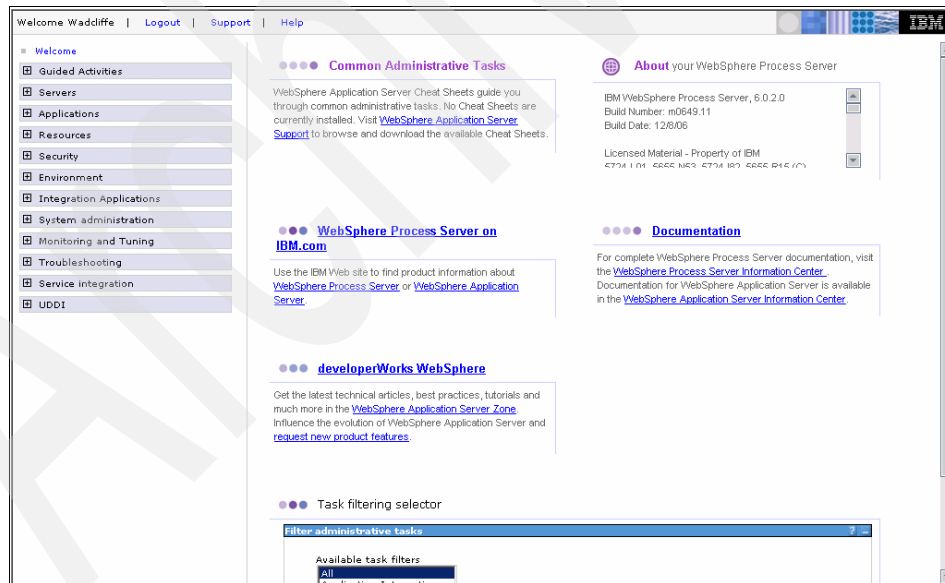 Welcome Wadcliffe | Logout | Support | Help
IBM
Welcome
Guided Activities
Servers
Applications
Resources
Security
Environment
Integration Applications
System administration
Monitoring and Tuning
Troubleshooting
Service integration
UDDI
Common Administrative Tasks
WebSphere Application Server Cheat Sheets guide you
through common administrative tasks. No Cheat Sheets are
currently installed. Visit WebSphere Application Server
Support to browse and download the available Cheat Sheets.
About your WebSphere Process Server
IBM WebSphere Process Server, 6.0.2.0
Build Number: m0649.11
Build Date: 12/8/06
Licensed Material - Property of IBM
5724-L01, 5655-N53, 5724-I82, 5655-R15 (C)
WebSphere Process Server on
IBM.com
Use the IBM Web site to find product information about
WebSphere Process Server or WebSphere Application
Server.
Documentation
For complete WebSphere Process Server documentation, visit
the WebSphere Process Server Information Center .
Documentation for WebSphere Application Server is available
in the WebSphere Application Server Information Center.
developerWorks WebSphere
Get the latest technical articles, best practices, tutorials and
much more in the WebSphere Application Server Zone.
Influence the evolution of WebSphere Application Server and
request new product features.
Task filtering selector
Filter administrative tasks
Available task filters
All